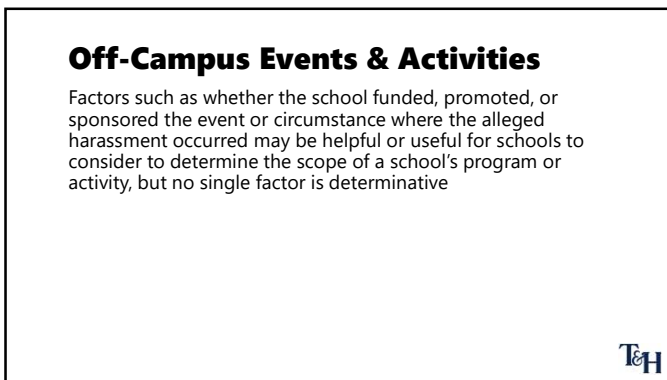 Off-Campus Events & Activities
Factors such as whether the school funded, promoted, or
sponsored the event or circumstance where the alleged
harassment occurred may be helpful or useful for schools to
consider to determine the scope of a school's program or
activity, but no single factor is determinative
T&H